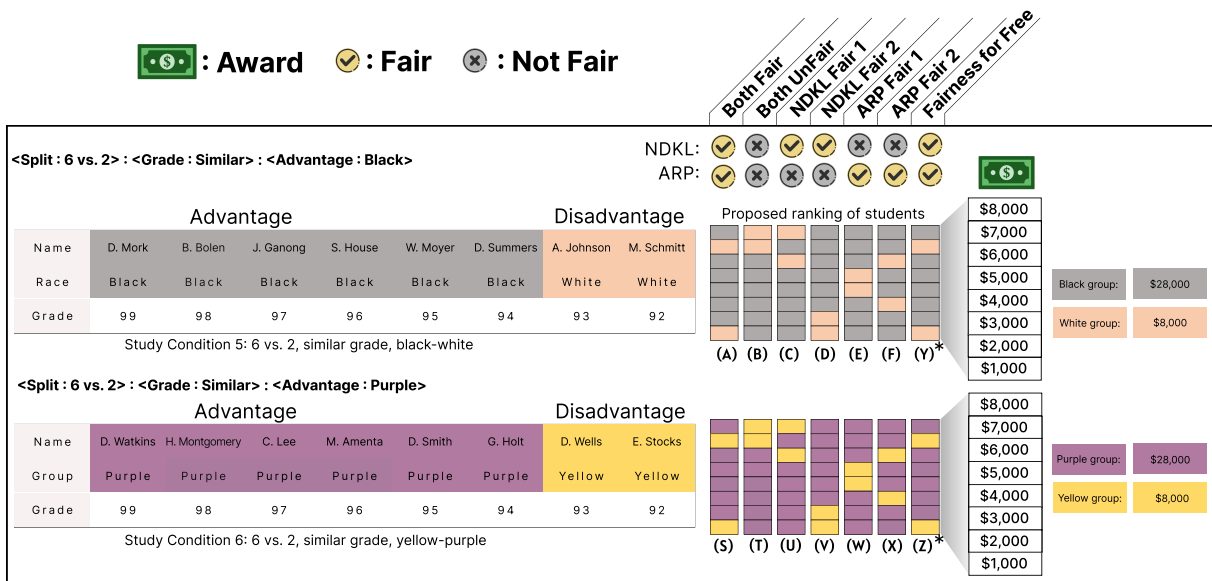 : Award : Fair : Not Fair
Both Fair
Both UnFair
NDKL Fair 1
NDKL Fair 2
ARP Fair 1
ARP Fair 2
Fairness for Free
<Split : 6 vs. 2> : <Grade : Similar> : <Advantage : Black>
NDKL:
ARP:
Advantage Disadvantage Proposed ranking of students
Name D. Mork B. Bolen J. Ganong S. House W. Moyer D. Summers A. Johnson M. Schmitt
Race Black Black Black Black Black Black White White
Grade 99 98 97 96 95 94 93 92
Study Condition 5: 6 vs. 2, similar grade, black-white
(A) (B) (C) (D) (E) (F) (Y)*
$8,000
$7,000
$6,000
$5,000
$4,000
$3,000
$2,000
$1,000
Black group: $28,000
White group: $8,000
<Split : 6 vs. 2> : <Grade : Similar> : <Advantage : Purple>
Advantage Disadvantage
Name D. Watkins H. Montgomery C. Lee M. Amenta D. Smith G. Holt D. Wells E. Stocks
Group Purple Purple Purple Purple Purple Purple Yellow Yellow
Grade 99 98 97 96 95 94 93 92
Study Condition 6: 6 vs. 2, similar grade, yellow-purple
(S) (T) (U) (V) (W) (X) (Z)*
$8,000
$7,000
$6,000
$5,000
$4,000
$3,000
$2,000
$1,000
Purple group: $28,000
Yellow group: $8,000